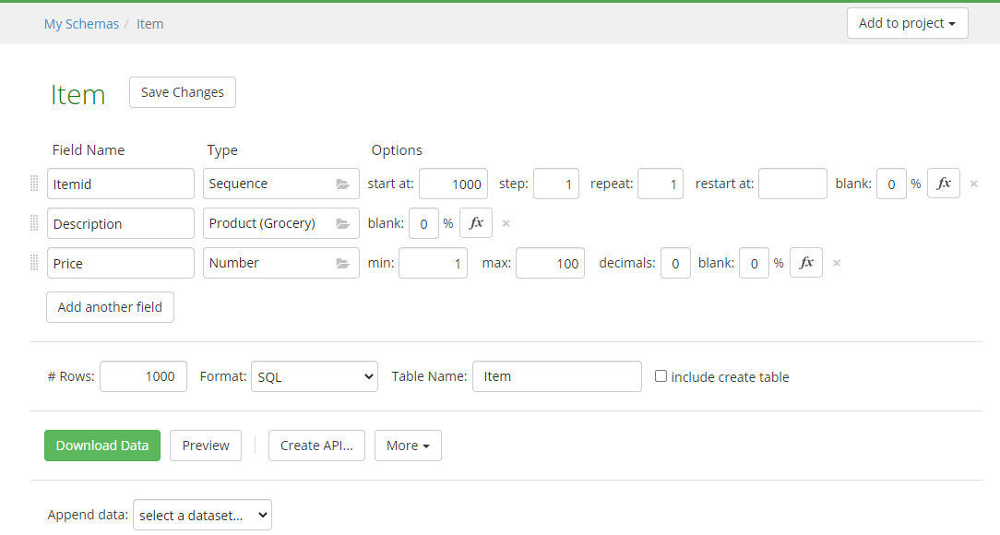 My Schemas / Item Add to project
Item Save Changes
Field Name Type Options
Itemid Sequence start at: 1000 step: 1 repeat: 1 restart at: blank: 0 % fx ×
Description Product (Grocery) blank: 0 % fx ×
Price Number min: 1 max: 100 decimals: 0 blank: 0 % fx ×
Add another field
# Rows: 1000 Format: SQL Table Name: Item include create table
Download Data Preview Create API... More
Append data: select a dataset...